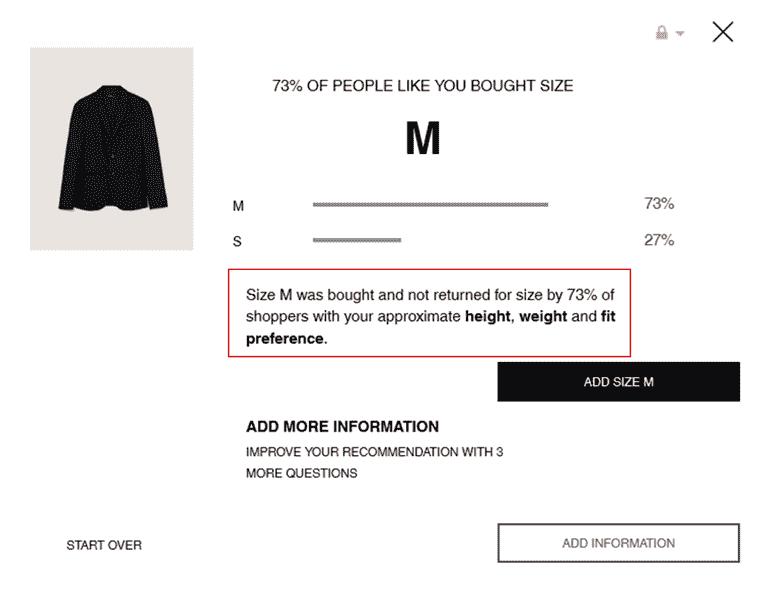 73% OF PEOPLE LIKE YOU BOUGHT SIZE
M
M 73%
S 27%
Size M was bought and not returned for size by 73% of
shoppers with your approximate height, weight and fit
preference.
ADD SIZE M
ADD MORE INFORMATION
IMPROVE YOUR RECOMMENDATION WITH 3
MORE QUESTIONS
START OVER
ADD INFORMATION